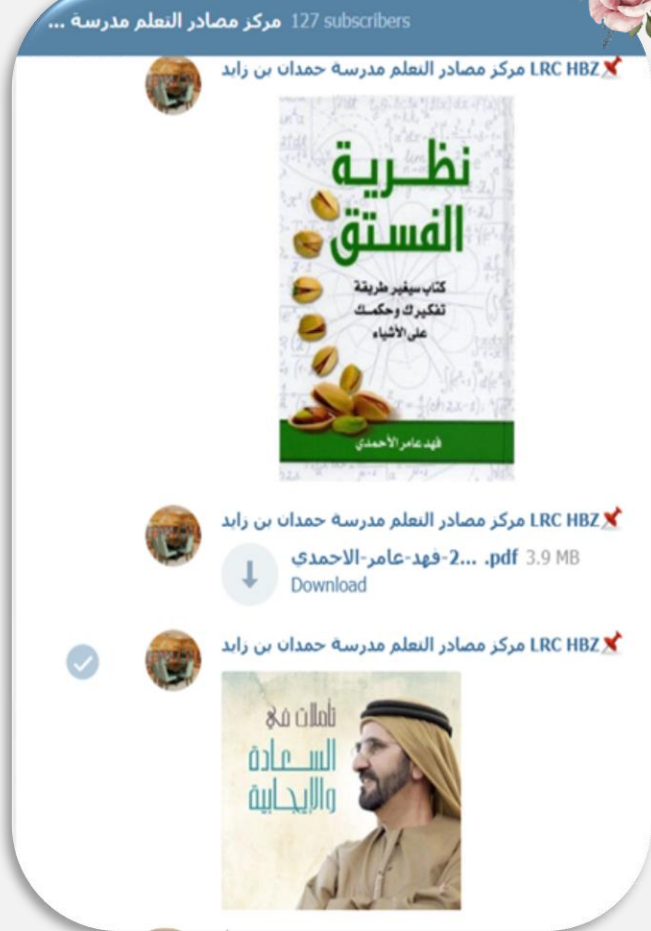 مركز مصادر التعلم مدرسة ... 127 subscribers
LRC HBZ مركز مصادر التعلم مدرسة حمدان بن زايد
نظرية
الفستق
كتاب سيغير طريقة
تفكيرك وحكمك
على الأشياء
فهد عامر الأحمدي
LRC HBZ مركز مصادر التعلم مدرسة حمدان بن زايد
2-فهد-عامر-الاحمدي... .pdf 3.9 MB
Download
LRC HBZ مركز مصادر التعلم مدرسة حمدان بن زايد
تأملات في
السعادة
والإيجابية